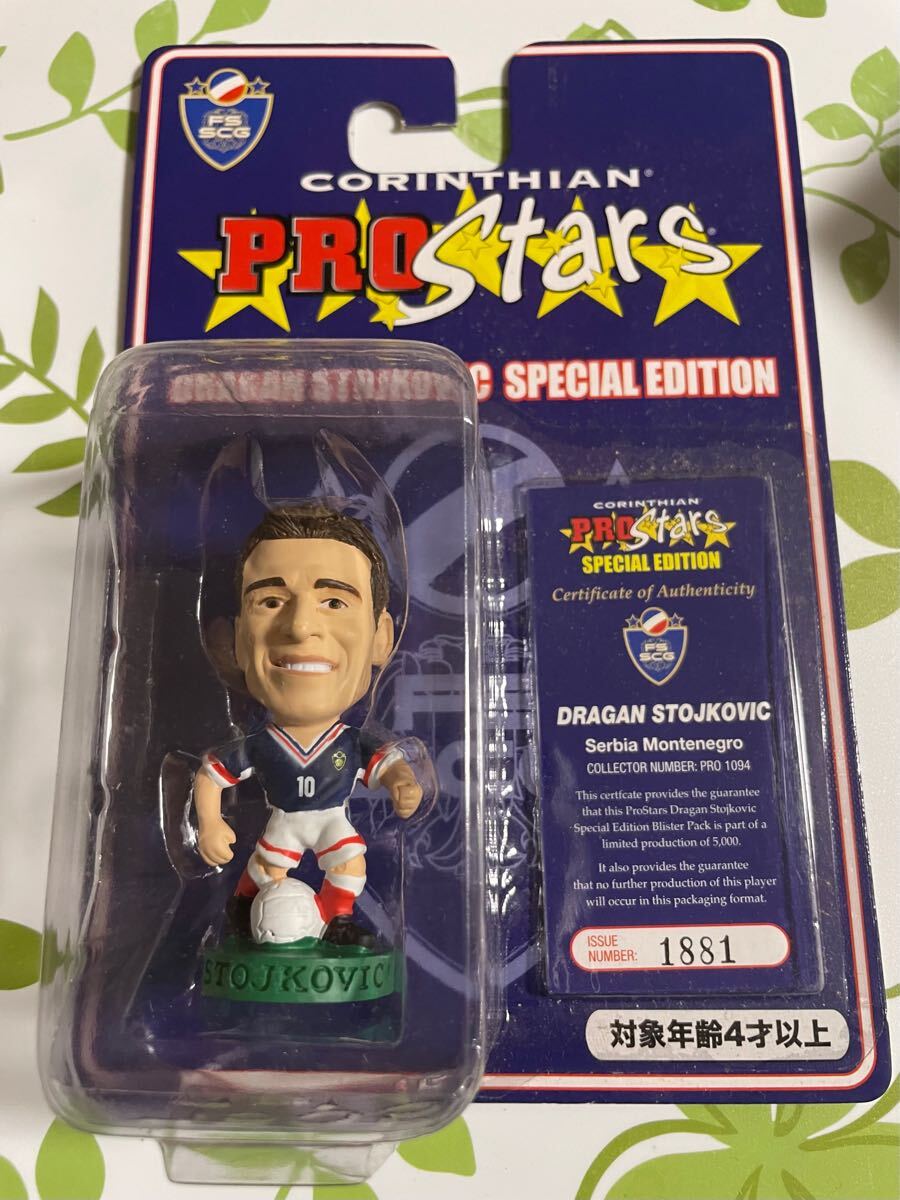 FS
SCG
CORINTHIAN®
PROStars
DRAGAN STOJKOVIC SPECIAL EDITION
CORINTHIAN
PROStars
SPECIAL EDITION
Certificate of Authenticity
FS
SCG
DRAGAN STOJKOVIC
Serbia Montenegro
COLLECTOR NUMBER: PRO 1094
This certfcate provides the guarantee
that this ProStars Dragan Stojkovic
Special Edition Blister Pack is part of a
limited production of 5,000.
It also provides the guarantee
that no further production of this player
will occur in this packaging format.
ISSUE
NUMBER: 1881
10
STOJKOVIC
対象年齢4才以上